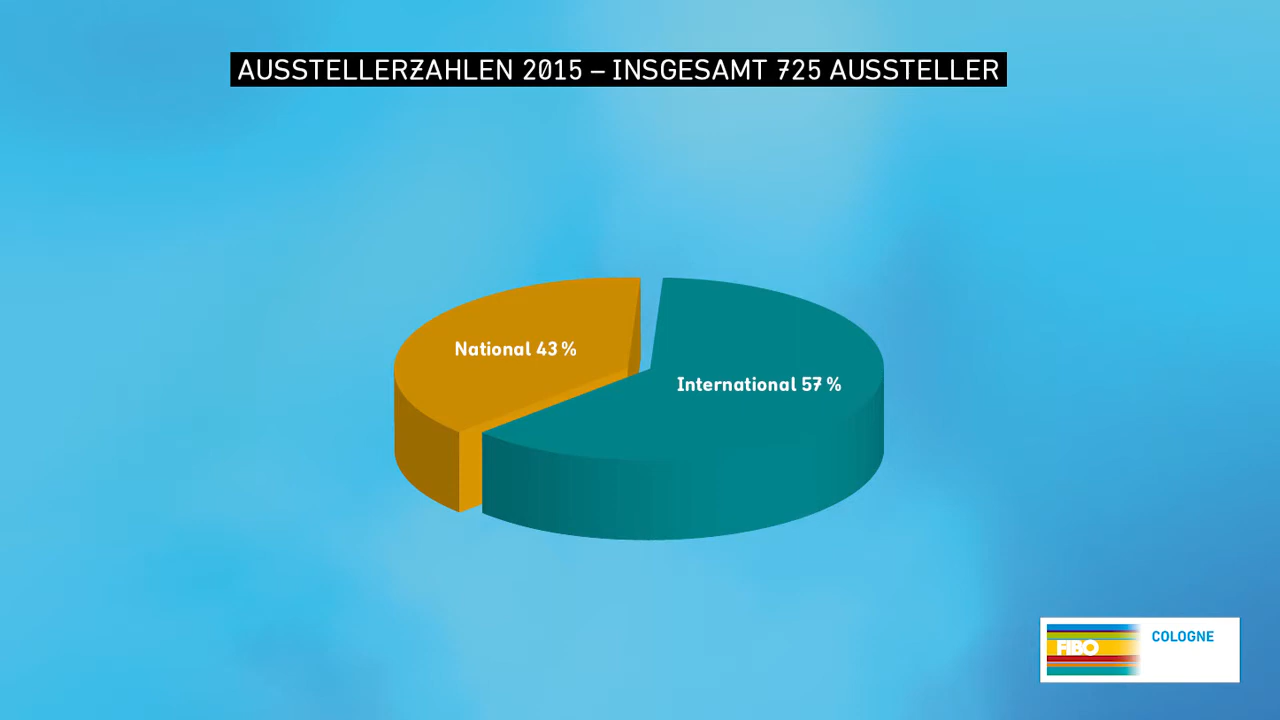 AUSSTELLERZAHLEN 2015 – INSGESAMT 725 AUSSTELLER
National 43 %
International 57 %
FIBO
COLOGNE